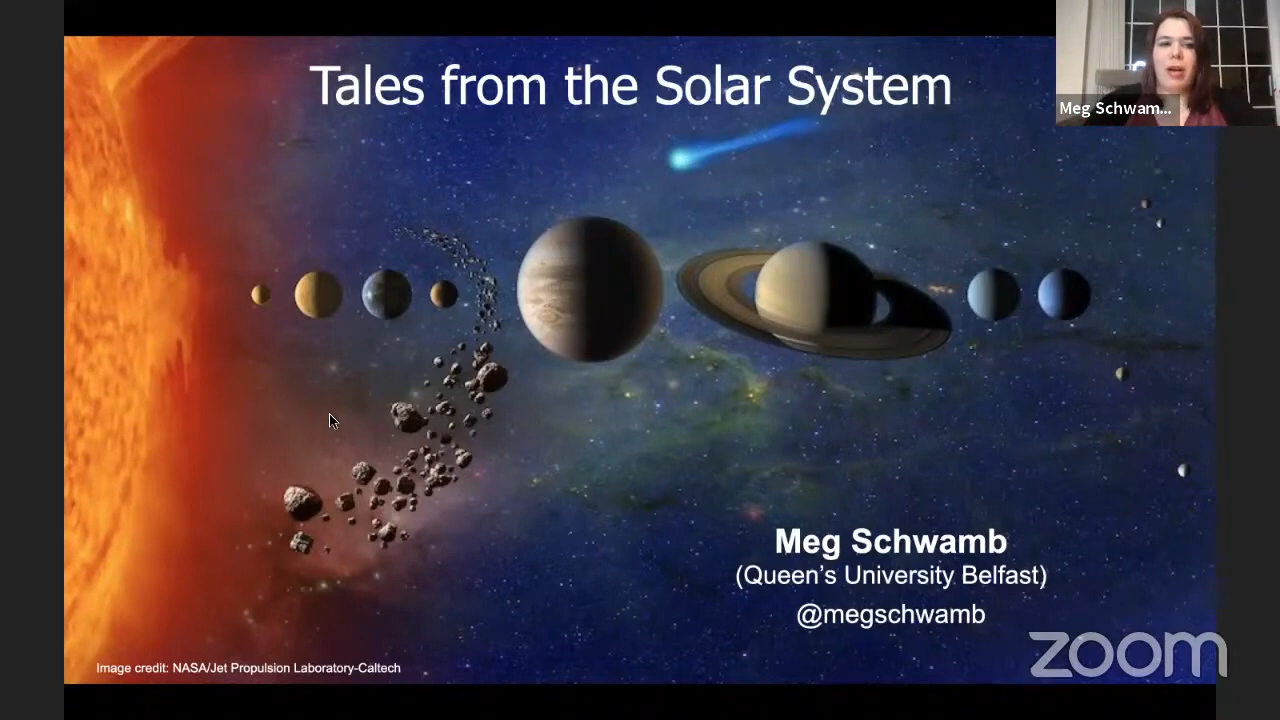 Tales from the Solar System
Meg Schwam...
Meg Schwamb
(Queen's University Belfast)
@megschwamb
zoom
Image credit: NASA/Jet Propulsion Laboratory-Caltech